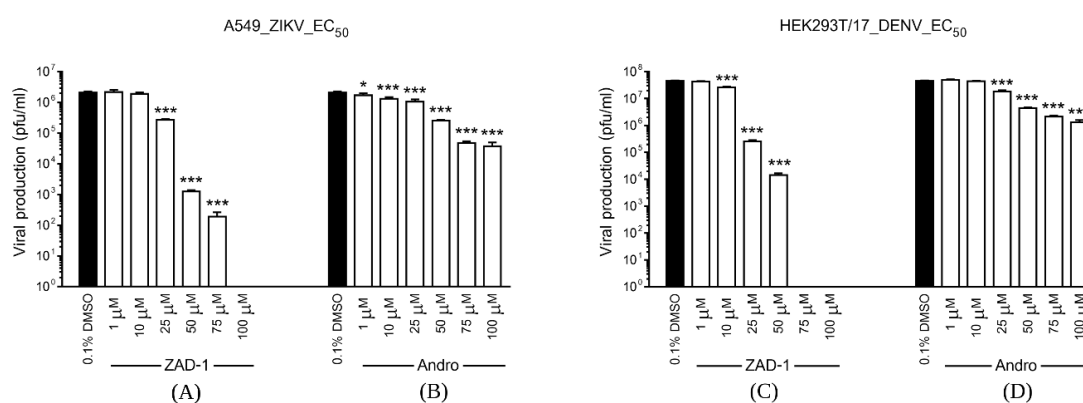 A549_ZIKV_EC50
HEK293T/17_DENV_EC50
Viral production (pfu/ml)
10^7
10^6
10^5
10^4
10^3
10^2
10^1
10^0
***
***
***
*
***
***
***
***
***
0.1% DMSO
1 μM
10 μM
25 μM
50 μM
75 μM
100 μM
0.1% DMSO
1 μM
10 μM
25 μM
50 μM
75 μM
100 μM
ZAD-1
Andro
(A)
(B)
Viral production (pfu/ml)
10^8
10^7
10^6
10^5
10^4
10^3
10^2
10^1
10^0
***
***
***
***
***
***
***
0.1% DMSO
1 μM
10 μM
25 μM
50 μM
75 μM
100 μM
0.1% DMSO
1 μM
10 μM
25 μM
50 μM
75 μM
100 μM
ZAD-1
Andro
(C)
(D)